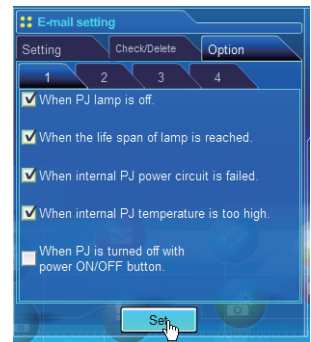 E-mail setting
Setting Check/Delete Option
1 2 3 4
When PJ lamp is off.
When the life span of lamp is reached.
When internal PJ power circuit is failed.
When internal PJ temperature is too high.
When PJ is turned off with
power ON/OFF button.
Set